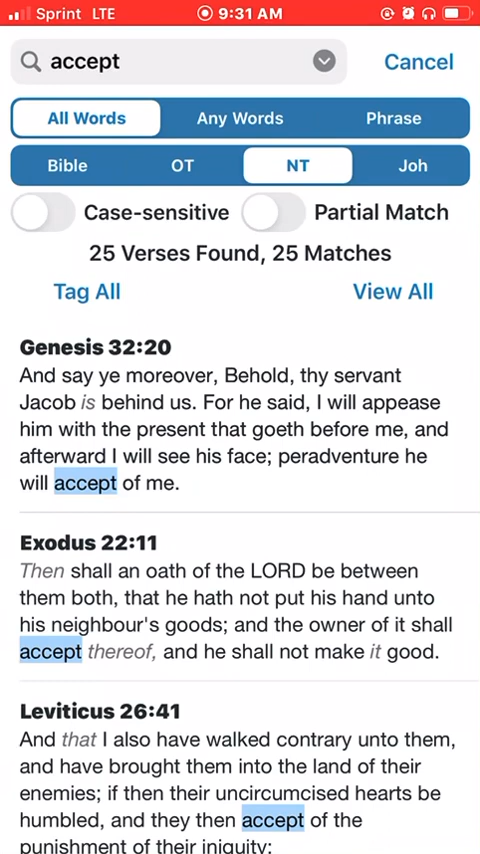 Sprint LTE 9:31 AM
accept Cancel
All Words Any Words Phrase
Bible OT NT Joh
Case-sensitive Partial Match
25 Verses Found, 25 Matches
Tag All View All
Genesis 32:20
And say ye moreover, Behold, thy servant
Jacob is behind us. For he said, I will appease
him with the present that goeth before me, and
afterward I will see his face; peradventure he
will accept of me.
Exodus 22:11
Then shall an oath of the LORD be between
them both, that he hath not put his hand unto
his neighbour's goods; and the owner of it shall
accept thereof, and he shall not make it good.
Leviticus 26:41
And that I also have walked contrary unto them,
and have brought them into the land of their
enemies; if then their uncircumcised hearts be
humbled, and they then accept of the
punishment of their iniquity: